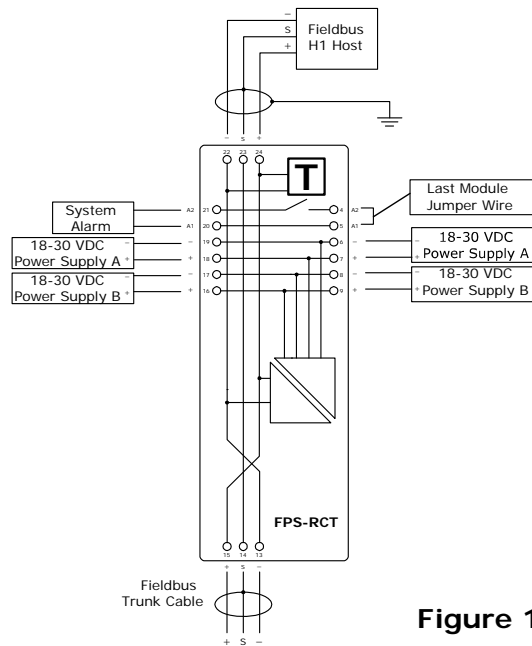 −
S
+
Fieldbus
H1 Host
− S +
22 23 24
T
System
Alarm
A2 21
A1 20
4 A2
5 A1
Last Module
Jumper Wire
18-30 VDC −
Power Supply A +
− 19
+ 18
6 −
7 +
− 18-30 VDC
+ Power Supply A
18-30 VDC −
Power Supply B +
− 17
+ 16
8 −
9 +
− 18-30 VDC
+ Power Supply B
FPS-RCT
15 14 13
+ S −
Fieldbus
Trunk Cable
+ S −
Figure 1